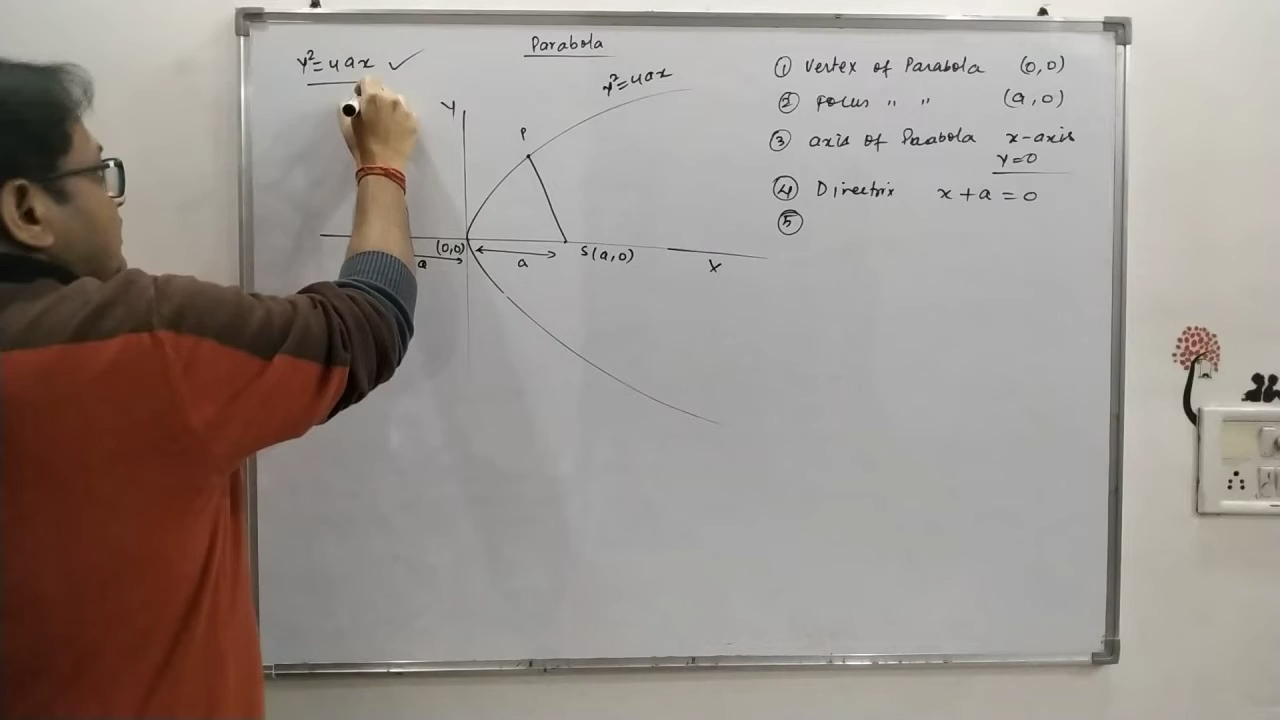 Parabola
y²=4ax ✓
y²=4ax
Y
P
(0,0)
a
a
S(a,0)
X
① Vertex of Parabola (0,0)
② Focus " " (a,0)
③ axis of Parabola x-axis
y=0
④ Directrix x+a=0
⑤